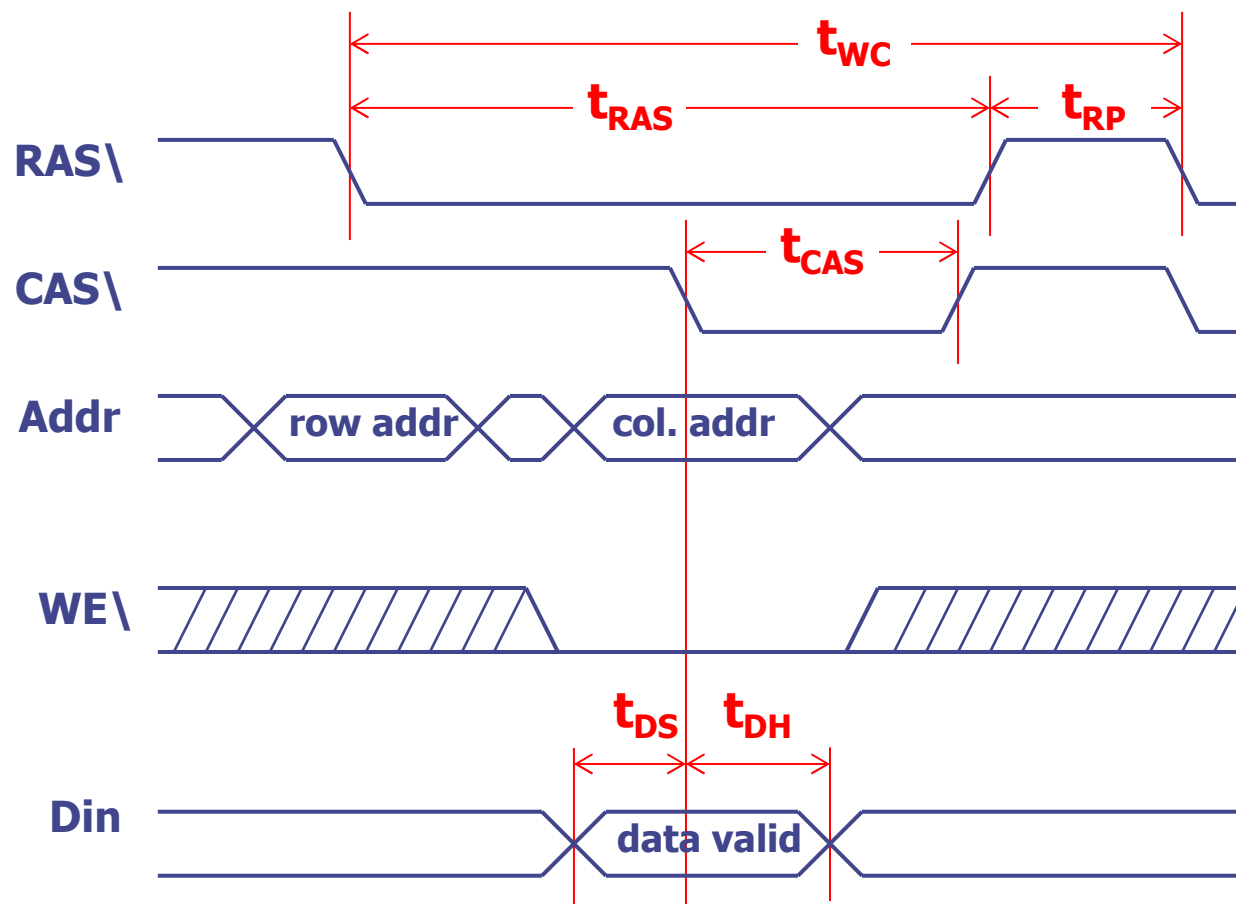 tWC
tRAS
tRP
RAS\
tCAS
CAS\
Addr
row addr
col. addr
WE\
tDS
tDH
Din
data valid